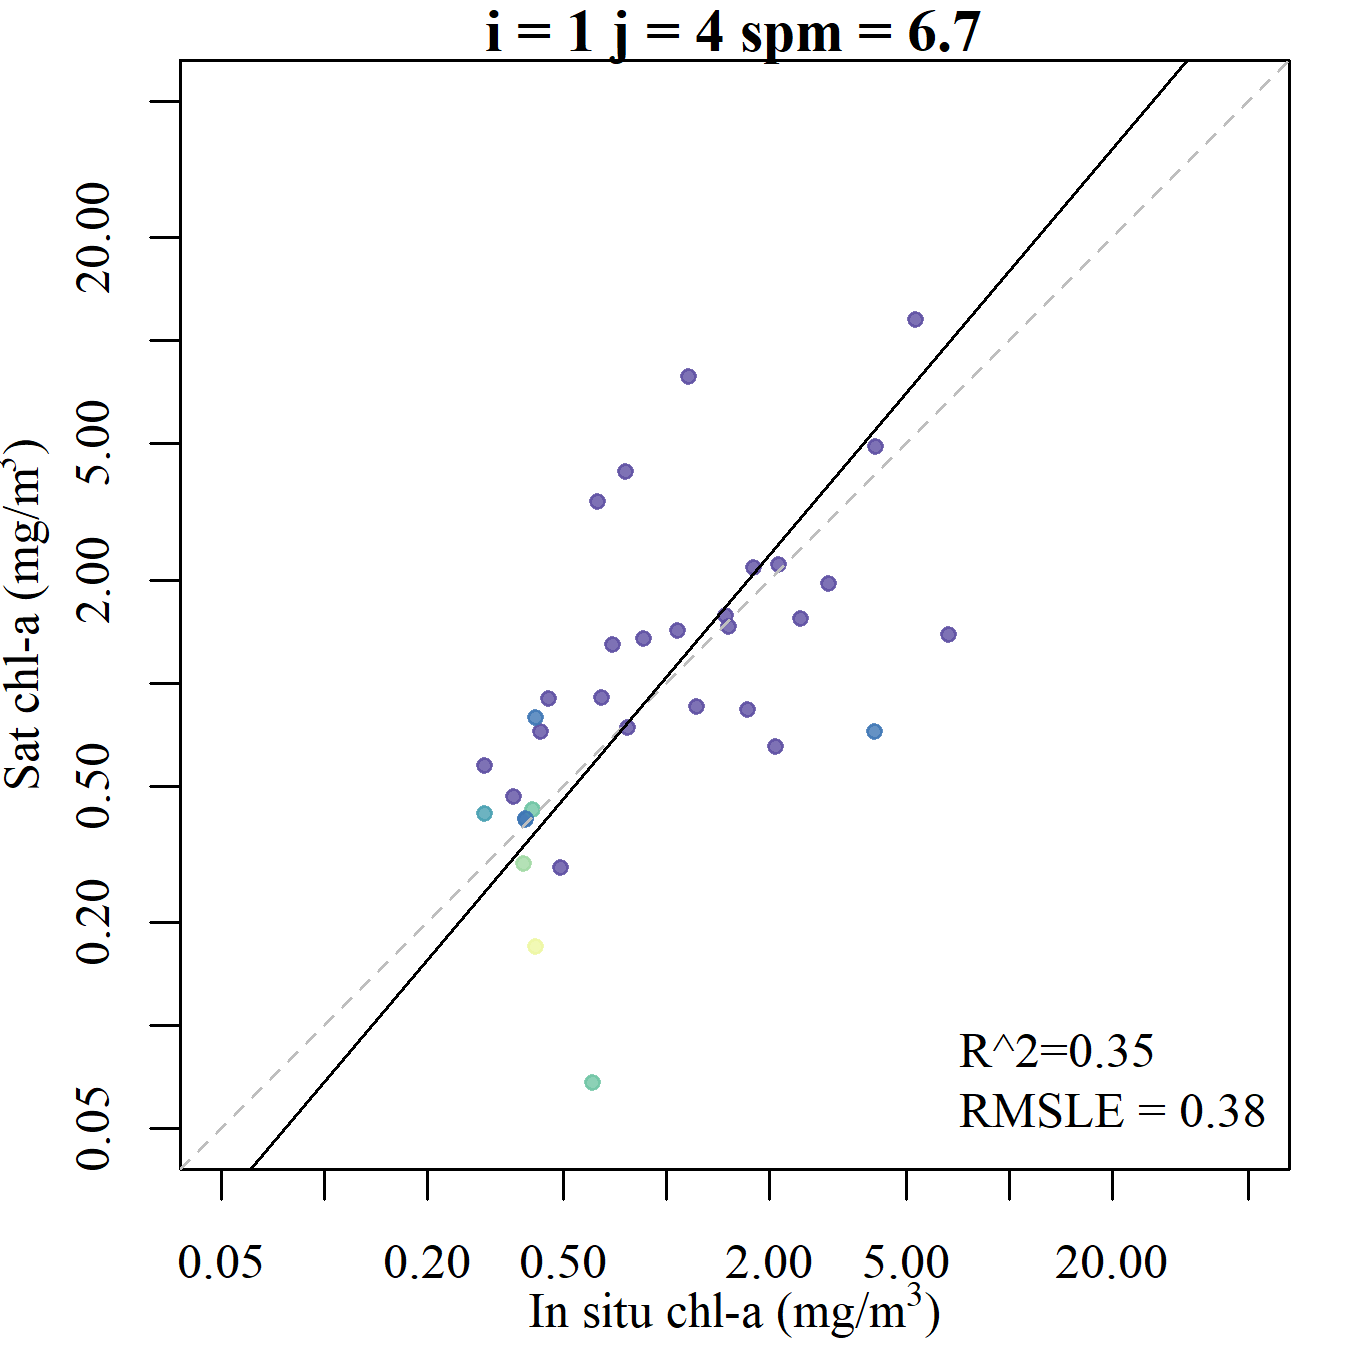 i = 1 j = 4 spm = 6.7
Sat chl-a (mg/m³)
20.00
5.00
2.00
0.50
0.20
0.05
R^2=0.35
RMSLE = 0.38
0.05 0.20 0.50 2.00 5.00 20.00
In situ chl-a (mg/m³)